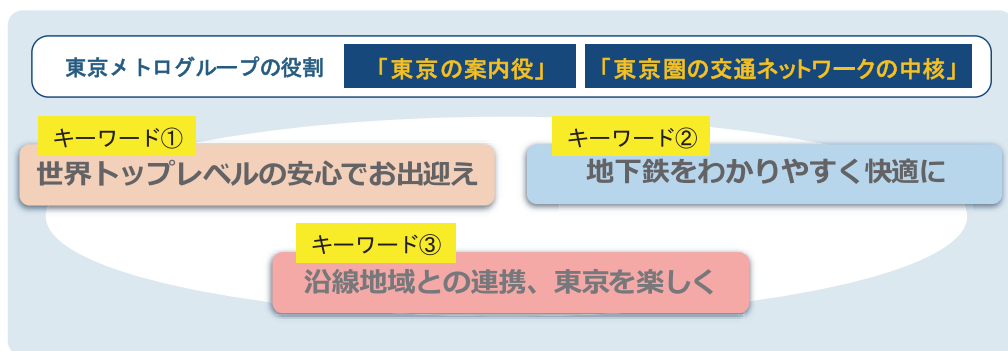 東京メトログループの役割 「東京の案内役」 「東京圏の交通ネットワークの中核」
キーワード①
世界トップレベルの安心でお出迎え
キーワード②
地下鉄をわかりやすく快適に
キーワード③
沿線地域との連携、東京を楽しく